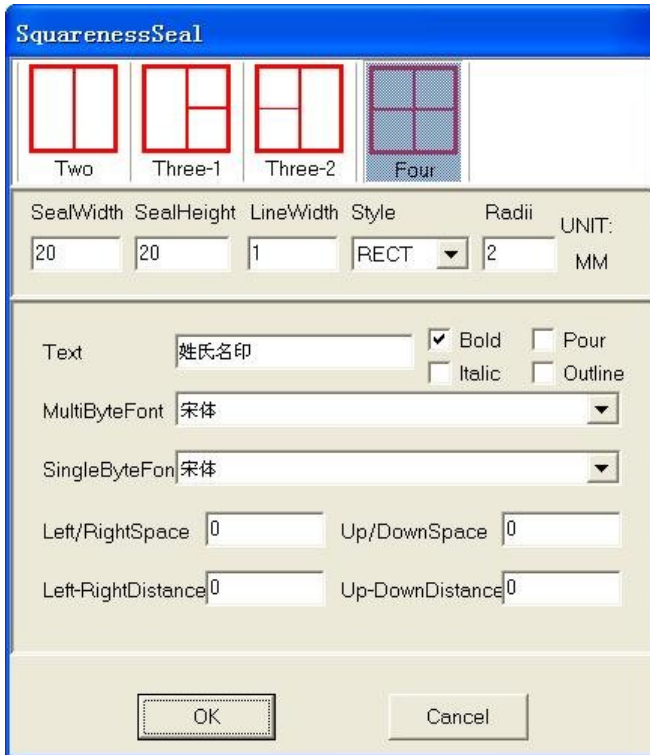 SquarenessSeal
Two Three-1 Three-2 Four
SealWidth SealHeight LineWidth Style Radii UNIT:
20 20 1 RECT 2 MM
Text 姓氏名印 Bold Pour
Italic Outline
MultiByteFont 宋体
SingleByteFon 宋体
Left/RightSpace 0 Up/DownSpace 0
Left-RightDistance 0 Up-DownDistance 0
OK Cancel